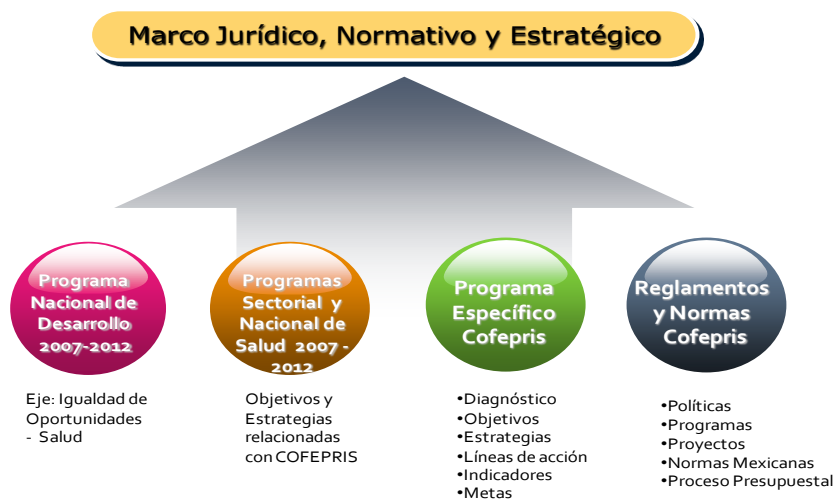 Marco Jurídico, Normativo y Estratégico
Programa
Nacional de
Desarrollo
2007-2012
Programas
Sectorial y
Nacional de
Salud 2007 -
2012
Programa
Específico
Cofepris
Reglamentos
y Normas
Cofepris
Eje: Igualdad de
Oportunidades
- Salud
Objetivos y
Estrategias
relacionadas
con COFEPRIS
•Diagnóstico
•Objetivos
•Estrategias
•Líneas de acción
•Indicadores
•Metas
•Políticas
•Programas
•Proyectos
•Normas Mexicanas
•Proceso Presupuestal